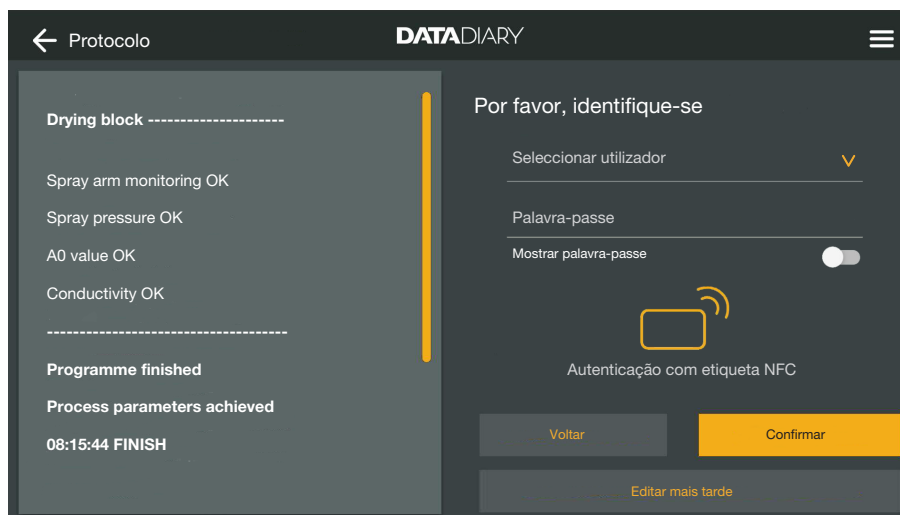 Protocolo
DATADIARY
Drying block ---------------------
Spray arm monitoring OK
Spray pressure OK
A0 value OK
Conductivity OK
-------------------------------------
Programme finished
Process parameters achieved
08:15:44 FINISH
Por favor, identifique-se
Seleccionar utilizador
Palavra-passe
Mostrar palavra-passe
Autenticação com etiqueta NFC
Voltar
Confirmar
Editar mais tarde